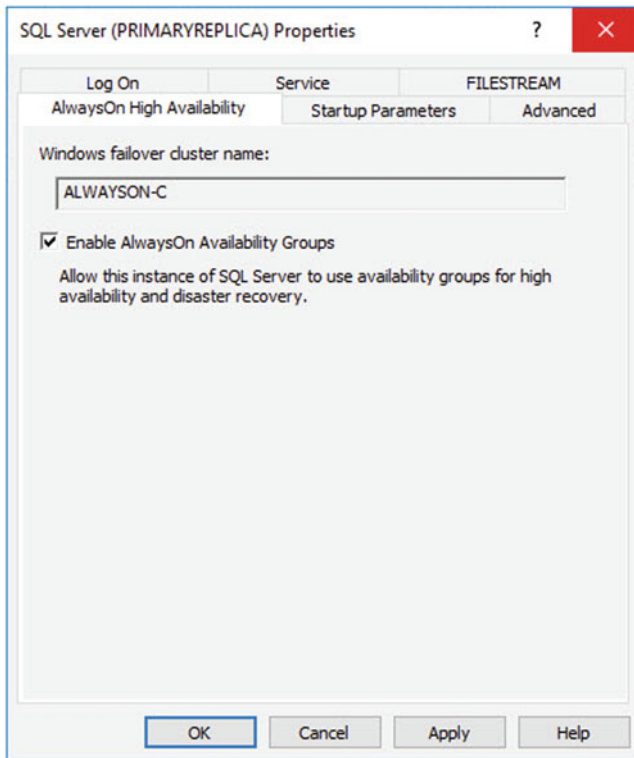 SQL Server (PRIMARYREPLICA) Properties ?
Log On Service FILESTREAM
AlwaysOn High Availability Startup Parameters Advanced
Windows failover cluster name:
ALWAYSON-C
Enable AlwaysOn Availability Groups
Allow this instance of SQL Server to use availability groups for high
availability and disaster recovery.
OK Cancel Apply Help